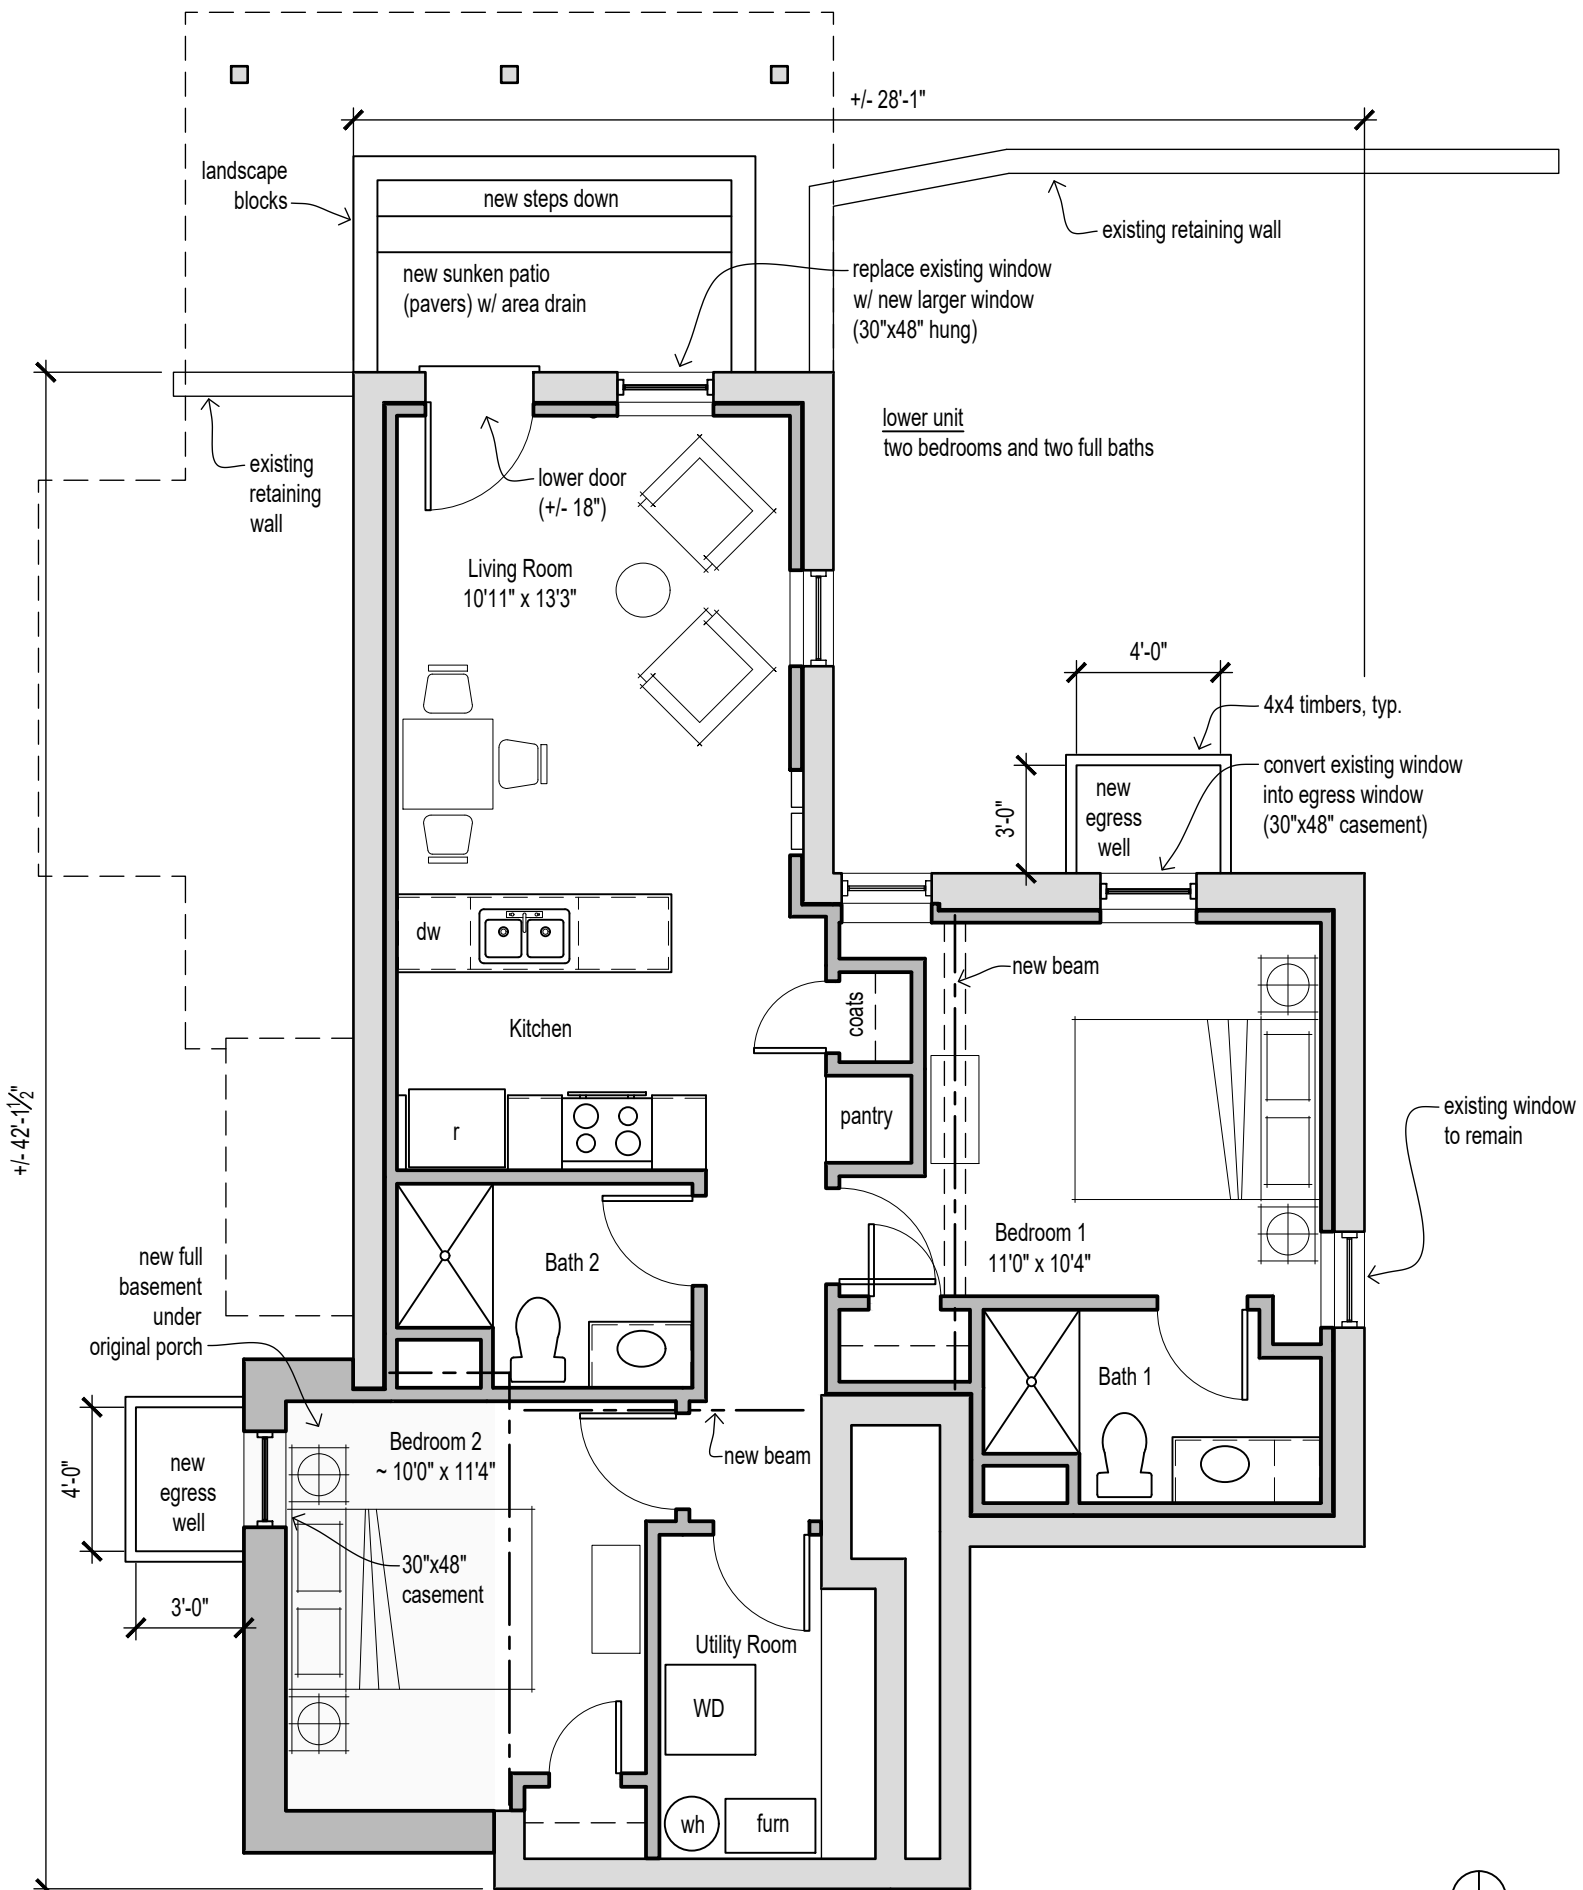 +/- 28'-1"
landscape
blocks
new steps down
existing retaining wall
new sunken patio
(pavers) w/ area drain
replace existing window
w/ new larger window
(30"x48" hung)
lower unit
two bedrooms and two full baths
existing
retaining
wall
lower door
(+/- 18")
Living Room
10'11" x 13'3"
4'-0"
4x4 timbers, typ.
convert existing window
into egress window
(30"x48" casement)
3'-0"
new
egress
well
dw
new beam
coats
Kitchen
+/- 42'-1½"
pantry
r
existing window
to remain
Bedroom 1
11'0" x 10'4"
Bath 2
new full
basement
under
original porch
Bath 1
Bedroom 2
~ 10'0" x 11'4"
new beam
4'-0"
new
egress
well
30"x48"
casement
3'-0"
Utility Room
WD
wh
furn